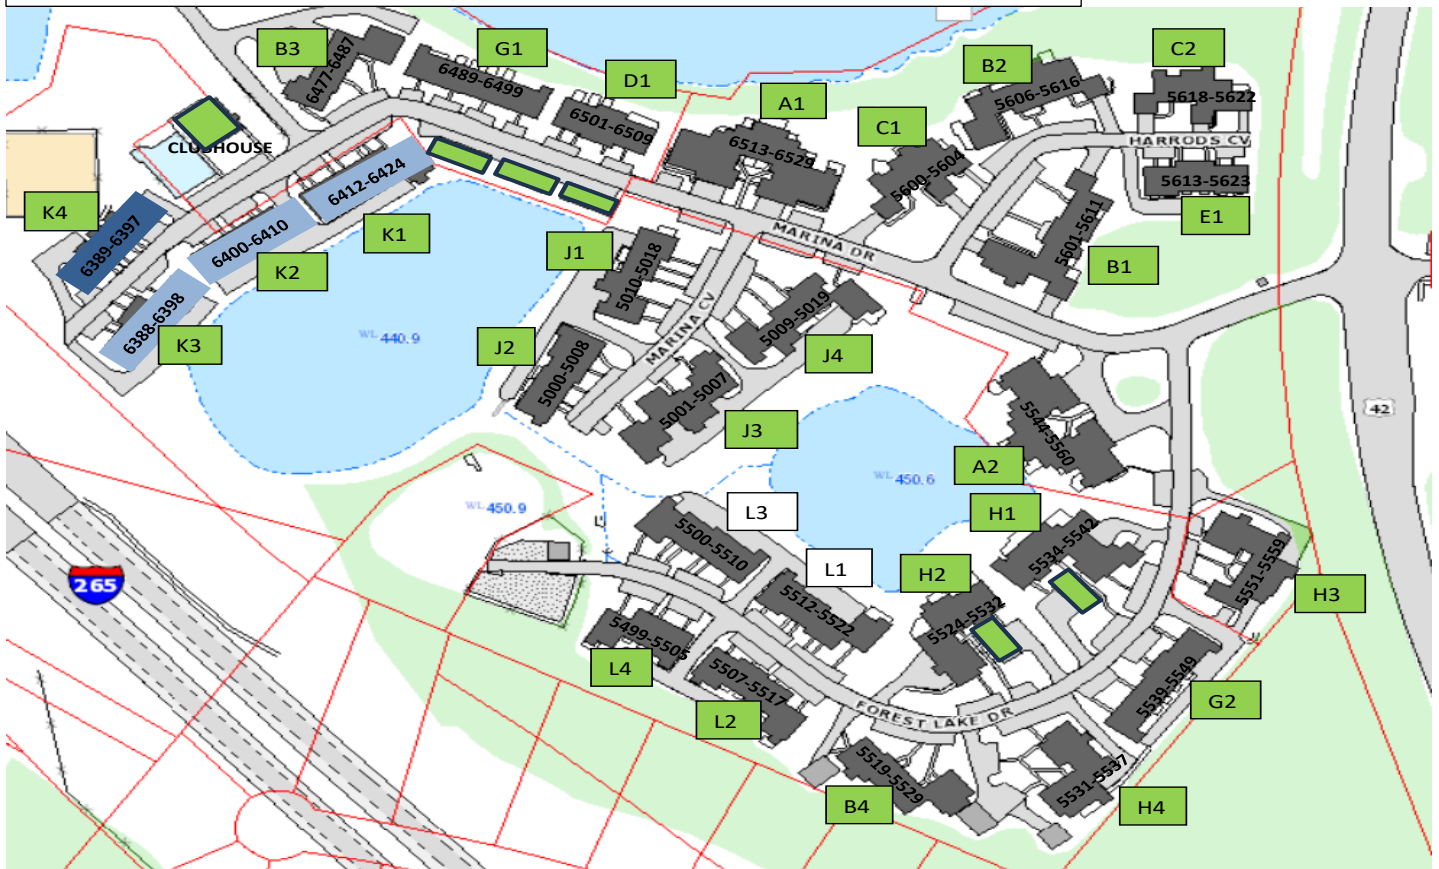 B3
G1
C2
6477-6487
6489-6499
D1
B2
5606-5616
5618-5622
A1
6501-6509
C1
CLUBHOUSE
6513-6529
HARRODS CV
5600-5604
6412-6424
5613-5623
K4
E1
K1
6389-6397
6400-6410
5601-5611
MARINA DR
J1
B1
K2
5010-5018
6388-6398
5009-5019
MARINA CV
WL 440.9
K3
J2
J4
5000-5008
5001-5007
42
5544-5560
J3
A2
WL 450.6
WL 450.9
L3
H1
5500-5510
5534-5542
265
L1
H2
5551-5559
H3
5512-5522
5524-5532
5499-5505
L4
5507-5517
5539-5549
G2
L2
FOREST LAKE DR
5519-5529
5531-5537
B4
H4